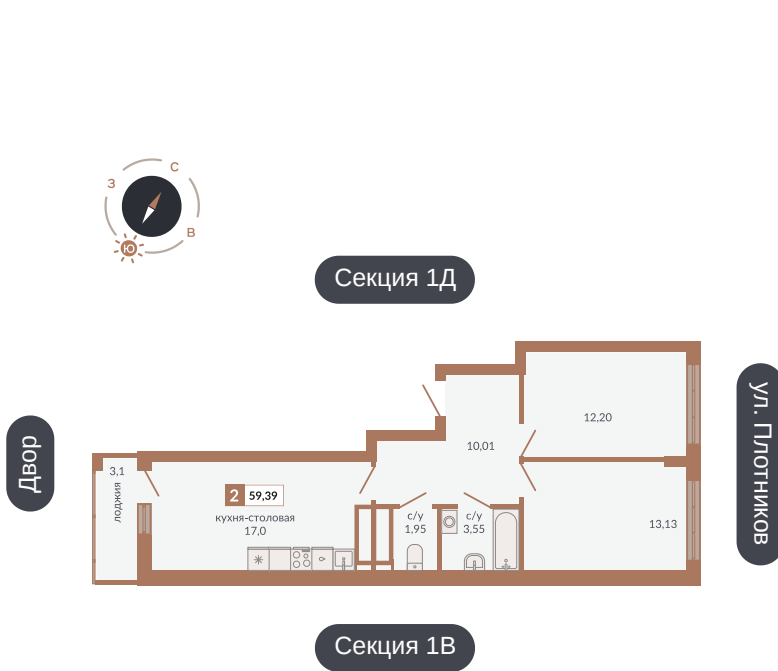 С
З
В
Ю
Секция 1Д
ул. Плотников
Двор
12,20
10,01
3,1
лоджия
2 59,39
кухня-столовая
17,0
с/у
1,95
с/у
3,55
13,13
Секция 1В